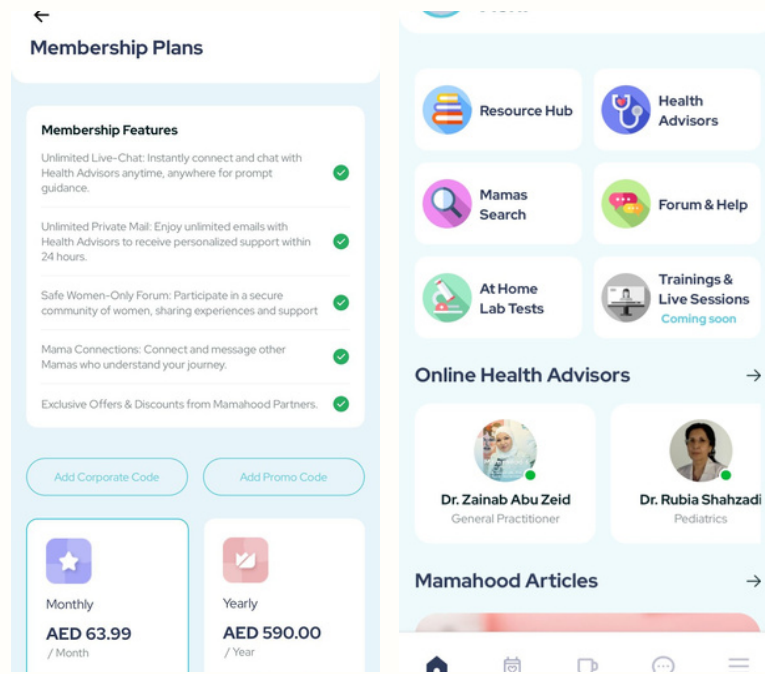 Membership Plans
Membership Features
Unlimited Live-Chat: Instantly connect and chat with
Health Advisors anytime, anywhere for prompt
guidance.
Unlimited Private Mail: Enjoy unlimited emails with
Health Advisors to receive personalized support within
24 hours.
Safe Women-Only Forum: Participate in a secure
community of women, sharing experiences and support
Mama Connections: Connect and message other
Mamas who understand your journey.
Exclusive Offers & Discounts from Mamahood Partners.
Add Corporate Code
Add Promo Code
Monthly
AED 63.99
/ Month
Yearly
AED 590.00
/ Year
Resource Hub
Health
Advisors
Mamas
Search
Forum & Help
At Home
Lab Tests
Trainings &
Live Sessions
Coming soon
Online Health Advisors
Dr. Zainab Abu Zeid
General Practitioner
Dr. Rubia Shahzadi
Pediatrics
Mamahood Articles